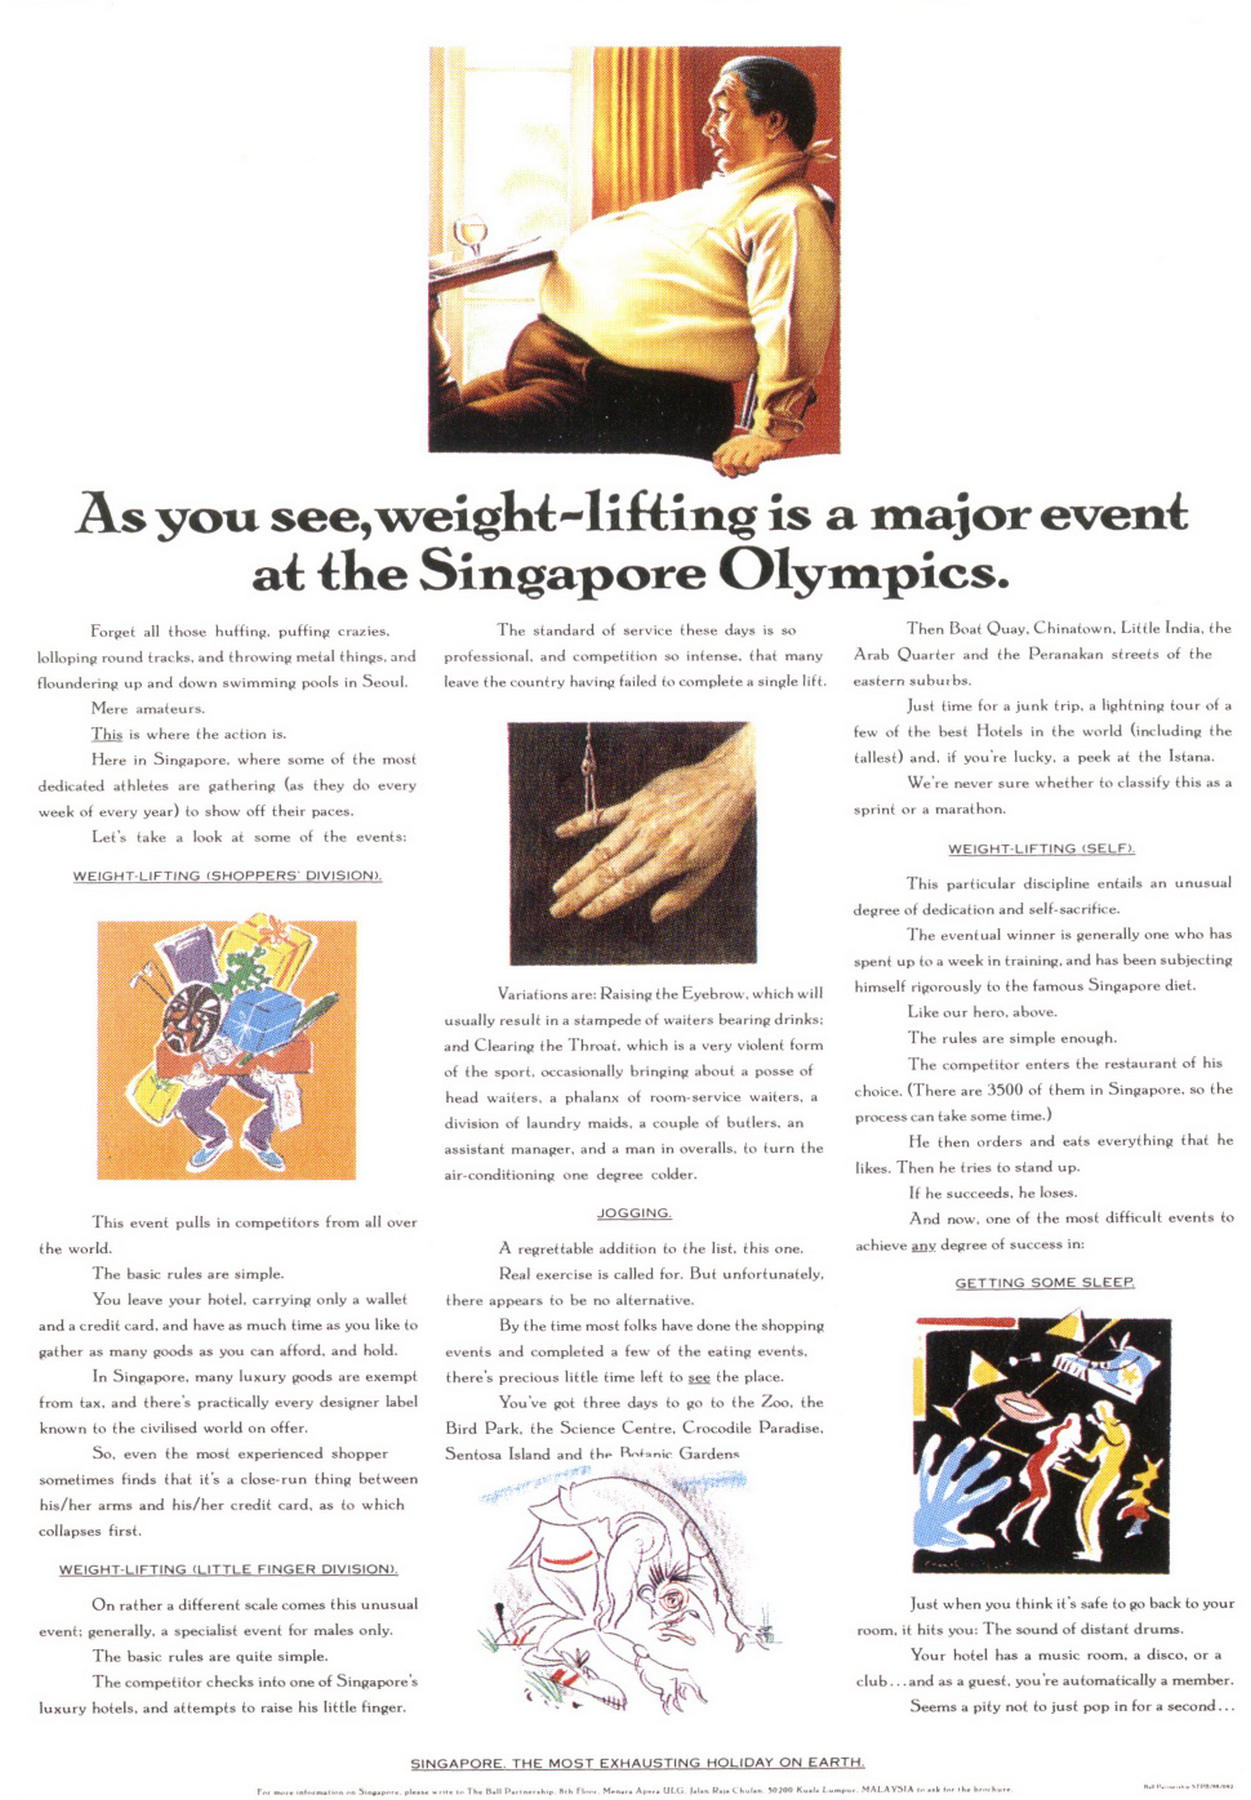 As you see, weight-lifting is a major event
at the Singapore Olympics.
Forget all those huffing, puffing crazies,
lolloping round tracks, and throwing metal things, and
floundering up and down swimming pools in Seoul.
Mere amateurs.
This is where the action is.
Here in Singapore, where some of the most
dedicated athletes are gathering (as they do every
week of every year) to show off their paces.
Let's take a look at some of the events:
WEIGHT-LIFTING (SHOPPERS' DIVISION).
This event pulls in competitors from all over
the world.
The basic rules are simple.
You leave your hotel, carrying only a wallet
and a credit card, and have as much time as you like to
gather as many goods as you can afford, and hold.
In Singapore, many luxury goods are exempt
from tax, and there's practically every designer label
known to the civilised world on offer.
So, even the most experienced shopper
sometimes finds that it's a close-run thing between
his/her arms and his/her credit card, as to which
collapses first.
WEIGHT-LIFTING (LITTLE FINGER DIVISION).
On rather a different scale comes this unusual
event; generally, a specialist event for males only.
The basic rules are quite simple.
The competitor checks into one of Singapore's
luxury hotels, and attempts to raise his little finger.
The standard of service these days is so
professional, and competition so intense, that many
leave the country having failed to complete a single lift.
Variations are: Raising the Eyebrow, which will
usually result in a stampede of waiters bearing drinks;
and Clearing the Throat, which is a very violent form
of the sport, occasionally bringing about a posse of
head waiters, a phalanx of room-service waiters, a
division of laundry maids, a couple of butlers, an
assistant manager, and a man in overalls, to turn the
air-conditioning one degree colder.
JOGGING.
A regrettable addition to the list, this one.
Real exercise is called for. But unfortunately,
there appears to be no alternative.
By the time most folks have done the shopping
events and completed a few of the eating events,
there's precious little time left to see the place.
You've got three days to go to the Zoo, the
Bird Park, the Science Centre, Crocodile Paradise,
Sentosa Island and the Botanic Gardens
Then Boat Quay, Chinatown, Little India, the
Arab Quarter and the Peranakan streets of the
eastern suburbs.
Just time for a junk trip, a lightning tour of a
few of the best Hotels in the world (including the
tallest) and, if you're lucky, a peek at the Istana.
We're never sure whether to classify this as a
sprint or a marathon.
WEIGHT-LIFTING (SELF).
This particular discipline entails an unusual
degree of dedication and self-sacrifice.
The eventual winner is generally one who has
spent up to a week in training, and has been subjecting
himself rigorously to the famous Singapore diet.
Like our hero, above.
The rules are simple enough.
The competitor enters the restaurant of his
choice. (There are 3500 of them in Singapore, so the
process can take some time.)
He then orders and eats everything that he
likes. Then he tries to stand up.
If he succeeds, he loses.
And now, one of the most difficult events to
achieve any degree of success in:
GETTING SOME SLEEP.
Just when you think it's safe to go back to your
room, it hits you: The sound of distant drums.
Your hotel has a music room, a disco, or a
club...and as a guest, you're automatically a member.
Seems a pity not to just pop in for a second...
SINGAPORE. THE MOST EXHAUSTING HOLIDAY ON EARTH.
For more information on Singapore, please write to The Ball Partnership, 8th Floor, Menara Apera ULG, Jalan Raja Chulan, 50200 Kuala Lumpur, MALAYSIA to ask for the brochure.
Ball Partnership